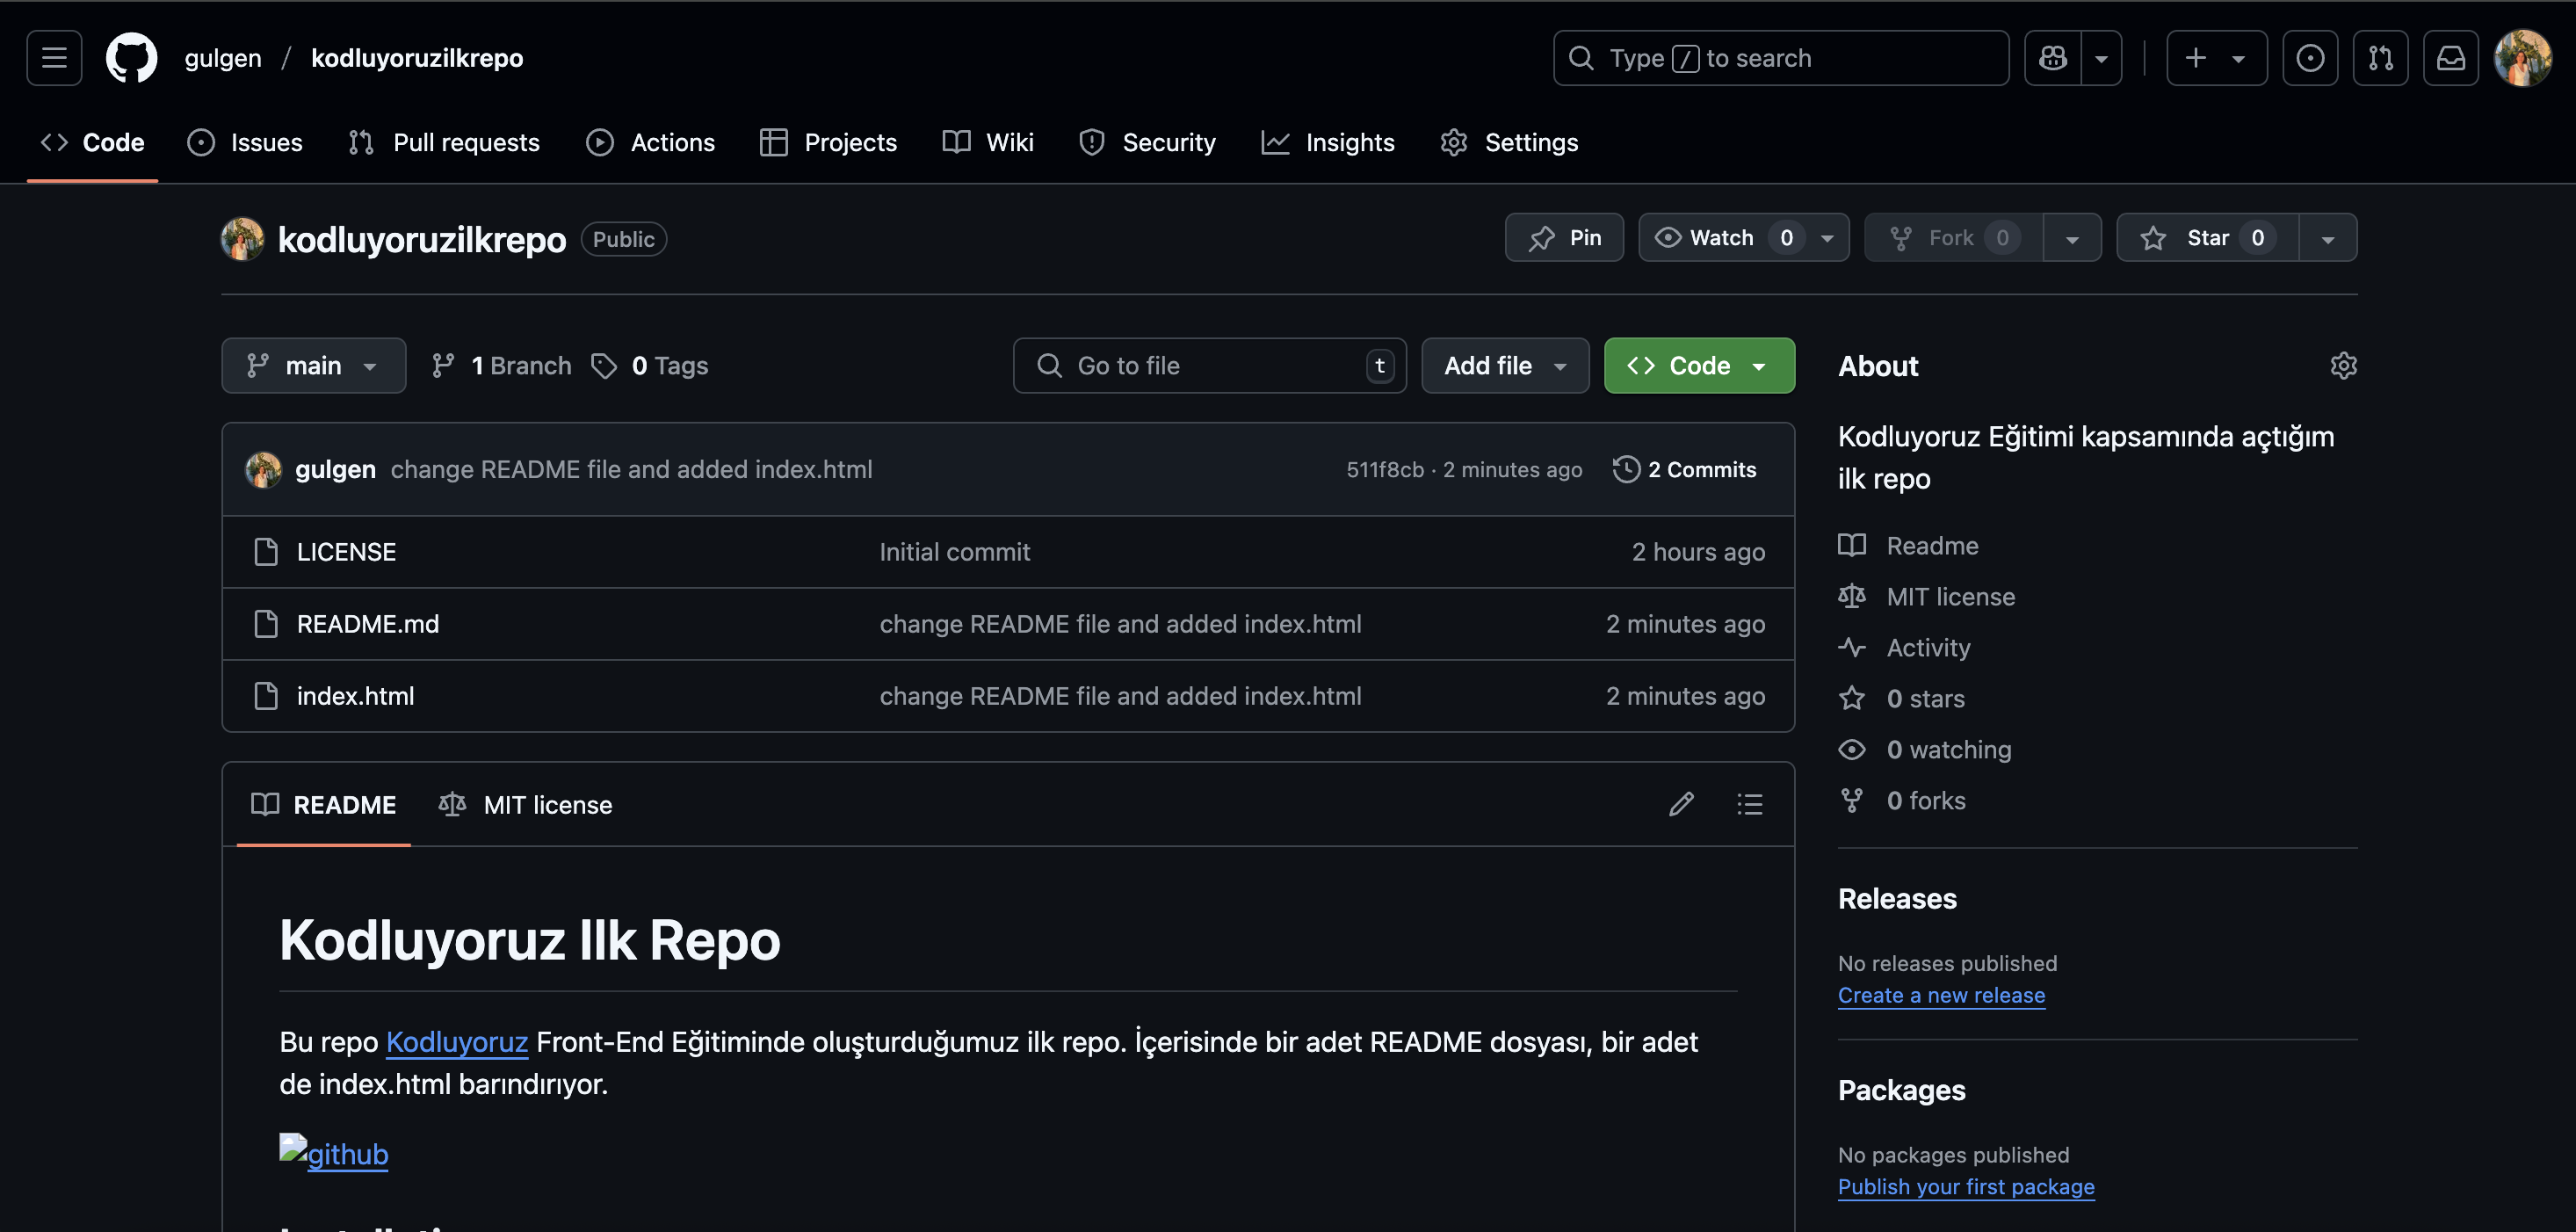 gulgen / kodluyoruzilkrepo
Type / to search
Code
Issues
Pull requests
Actions
Projects
Wiki
Security
Insights
Settings
kodluyoruzilkrepo Public
Pin
Watch 0
Fork 0
Star 0
main
1 Branch
0 Tags
Go to file t
Add file
Code
gulgen change README file and added index.html 511f8cb · 2 minutes ago 2 Commits
LICENSE Initial commit 2 hours ago
README.md change README file and added index.html 2 minutes ago
index.html change README file and added index.html 2 minutes ago
README
MIT license
Kodluyoruz Ilk Repo
Bu repo Kodluyoruz Front-End Eğitiminde oluşturduğumuz ilk repo. İçerisinde bir adet README dosyası, bir adet
de index.html barındırıyor.
github
About
Kodluyoruz Eğitimi kapsamında açtığım
ilk repo
Readme
MIT license
Activity
0 stars
0 watching
0 forks
Releases
No releases published
Create a new release
Packages
No packages published
Publish your first package